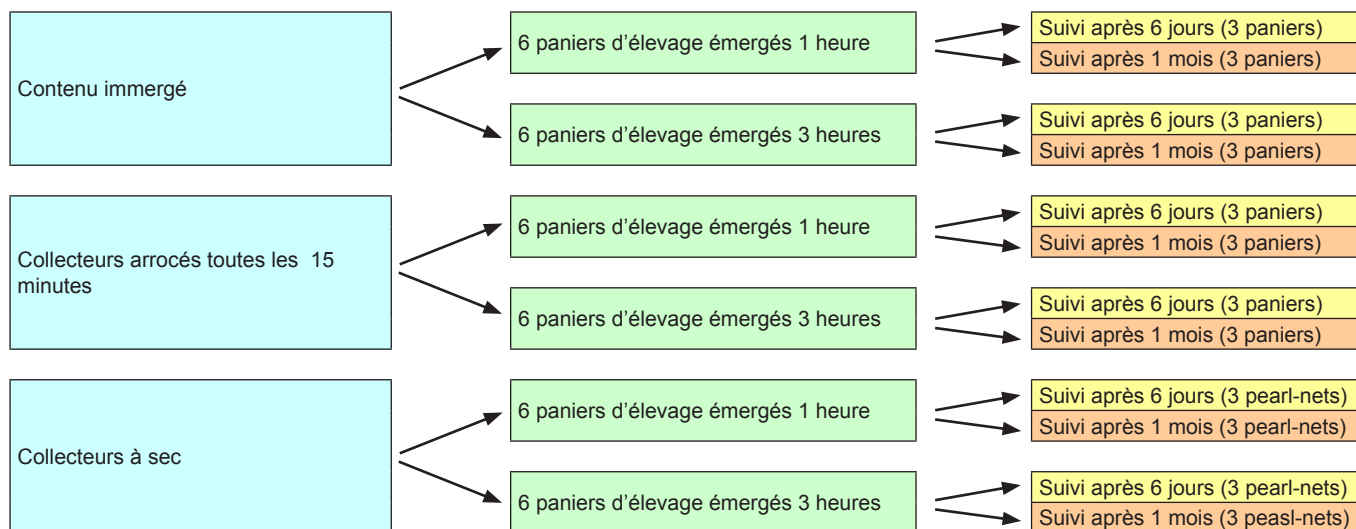 Contenu immergé
6 paniers d’élevage émergés 1 heure
Suivi après 6 jours (3 paniers)
Suivi après 1 mois (3 paniers)
6 paniers d’élevage émergés 3 heures
Suivi après 6 jours (3 paniers)
Suivi après 1 mois (3 paniers)
Collecteurs arrocés toutes les  15
minutes
6 paniers d’élevage émergés 1 heure
Suivi après 6 jours (3 paniers)
Suivi après 1 mois (3 paniers)
6 paniers d’élevage émergés 3 heures
Suivi après 6 jours (3 paniers)
Suivi après 1 mois (3 paniers)
Collecteurs à sec
6 paniers d’élevage émergés 1 heure
Suivi après 6 jours (3 pearl-nets)
Suivi après 1 mois (3 pearl-nets)
6 paniers d’élevage émergés 3 heures
Suivi après 6 jours (3 pearl-nets)
Suivi après 1 mois (3 peasl-nets)